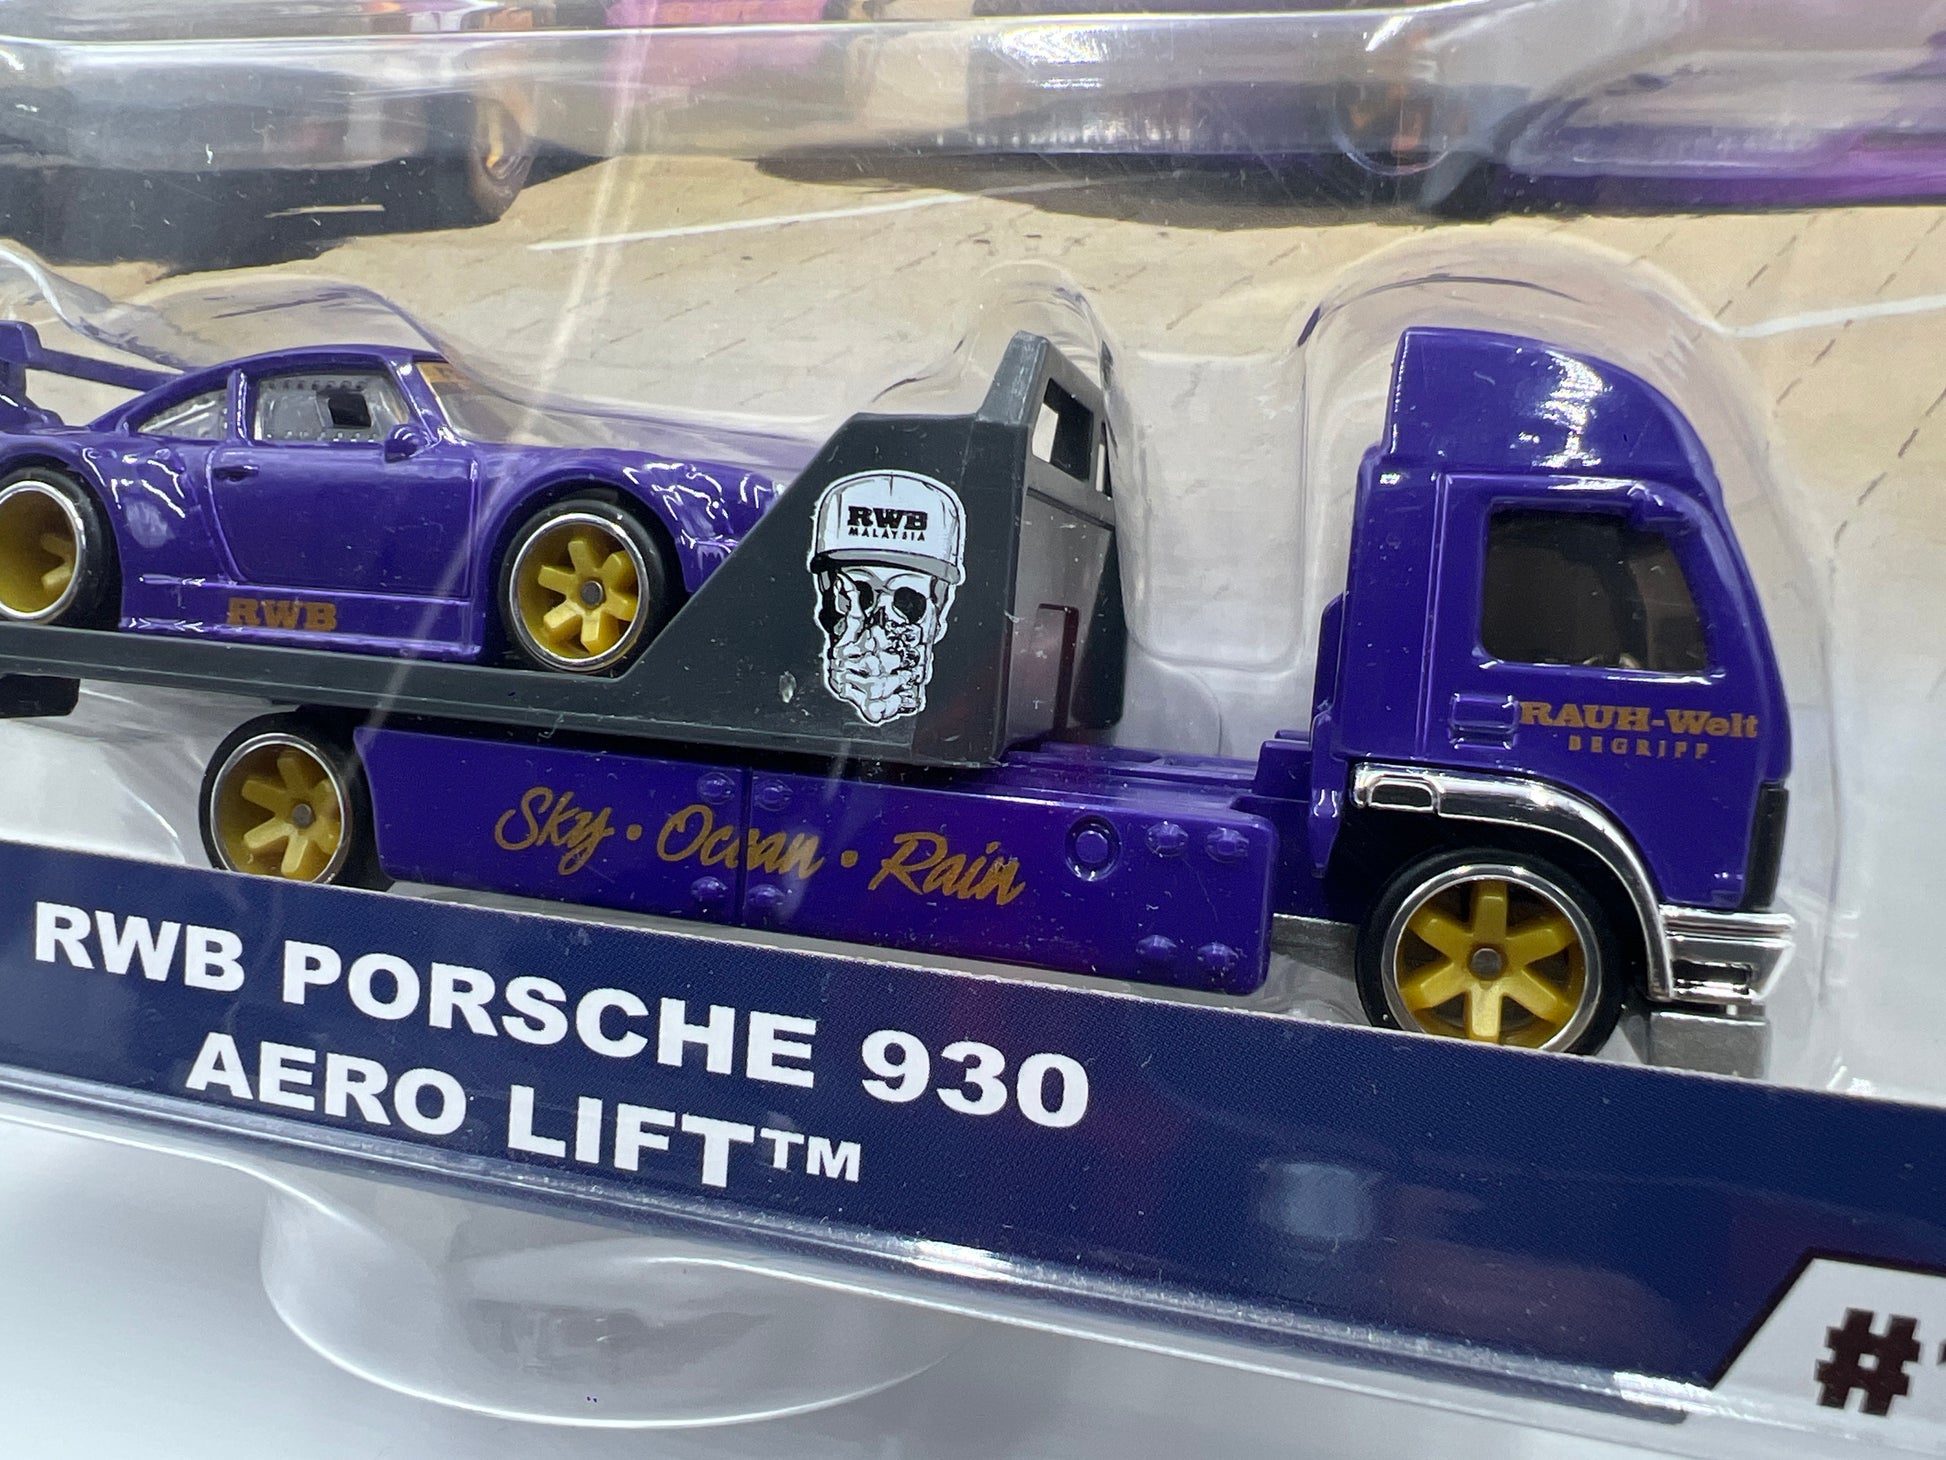 RWB
MALAYSIA
RWB
RAUH-Welt
BEGRIFF
Sky • Ocean • Rain
RWB PORSCHE 930
AERO LIFT™
#